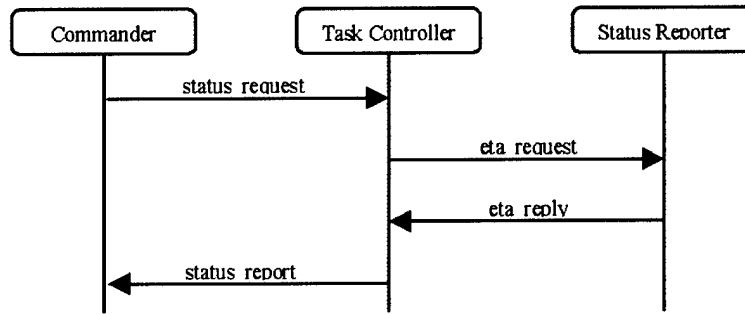 Commander
Task Controller
Status Reporter
status request
eta request
eta reply
status report